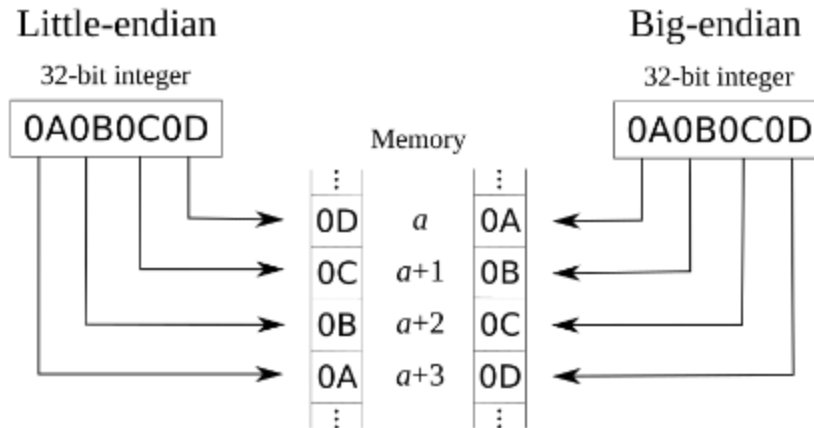 Little-endian
32-bit integer
0A0B0C0D
Big-endian
32-bit integer
0A0B0C0D
Memory
⋮ ⋮
0D a 0A
0C a+1 0B
0B a+2 0C
0A a+3 0D
⋮ ⋮